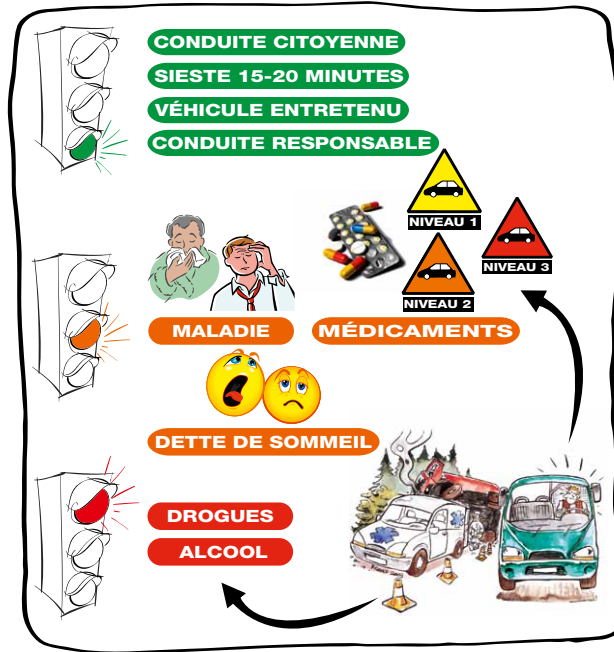 CONDUITE CITOYENNE
SIESTE 15-20 MINUTES
VÉHICULE ENTRETENU
CONDUITE RESPONSABLE
NIVEAU 1
NIVEAU 3
NIVEAU 2
MALADIE
MÉDICAMENTS
DETTE DE SOMMEIL
DROGUES
ALCOOL